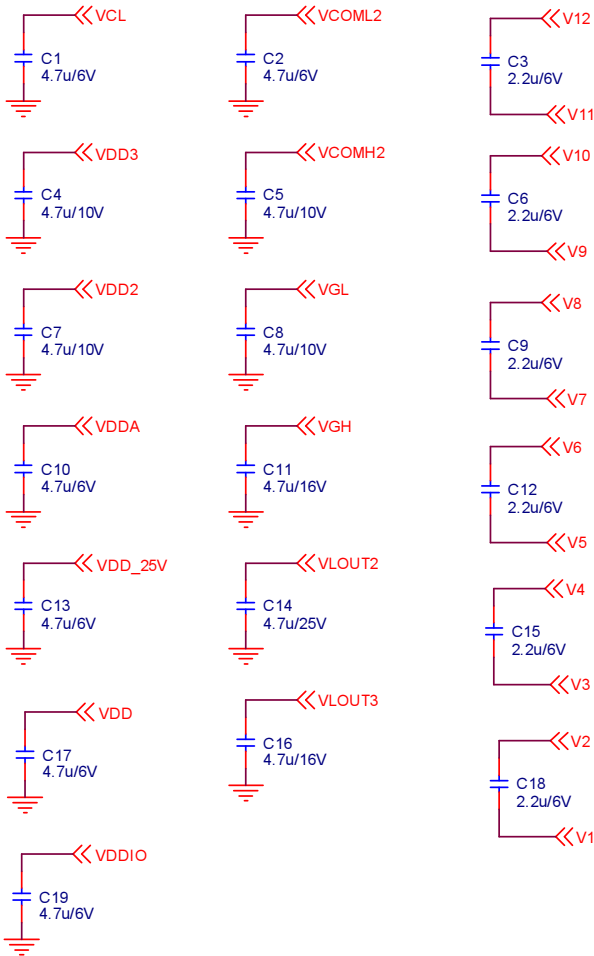 VCL
C1
4.7u/6V
VCOML2
C2
4.7u/6V
V12
C3
2.2u/6V
V11
VDD3
C4
4.7u/10V
VCOMH2
C5
4.7u/10V
V10
C6
2.2u/6V
V9
VDD2
C7
4.7u/10V
VGL
C8
4.7u/10V
V8
C9
2.2u/6V
V7
VDDA
C10
4.7u/6V
VGH
C11
4.7u/16V
V6
C12
2.2u/6V
V5
VDD_25V
C13
4.7u/6V
VLOUT2
C14
4.7u/25V
V4
C15
2.2u/6V
V3
VDD
C17
4.7u/6V
VLOUT3
C16
4.7u/16V
V2
C18
2.2u/6V
V1
VDDIO
C19
4.7u/6V